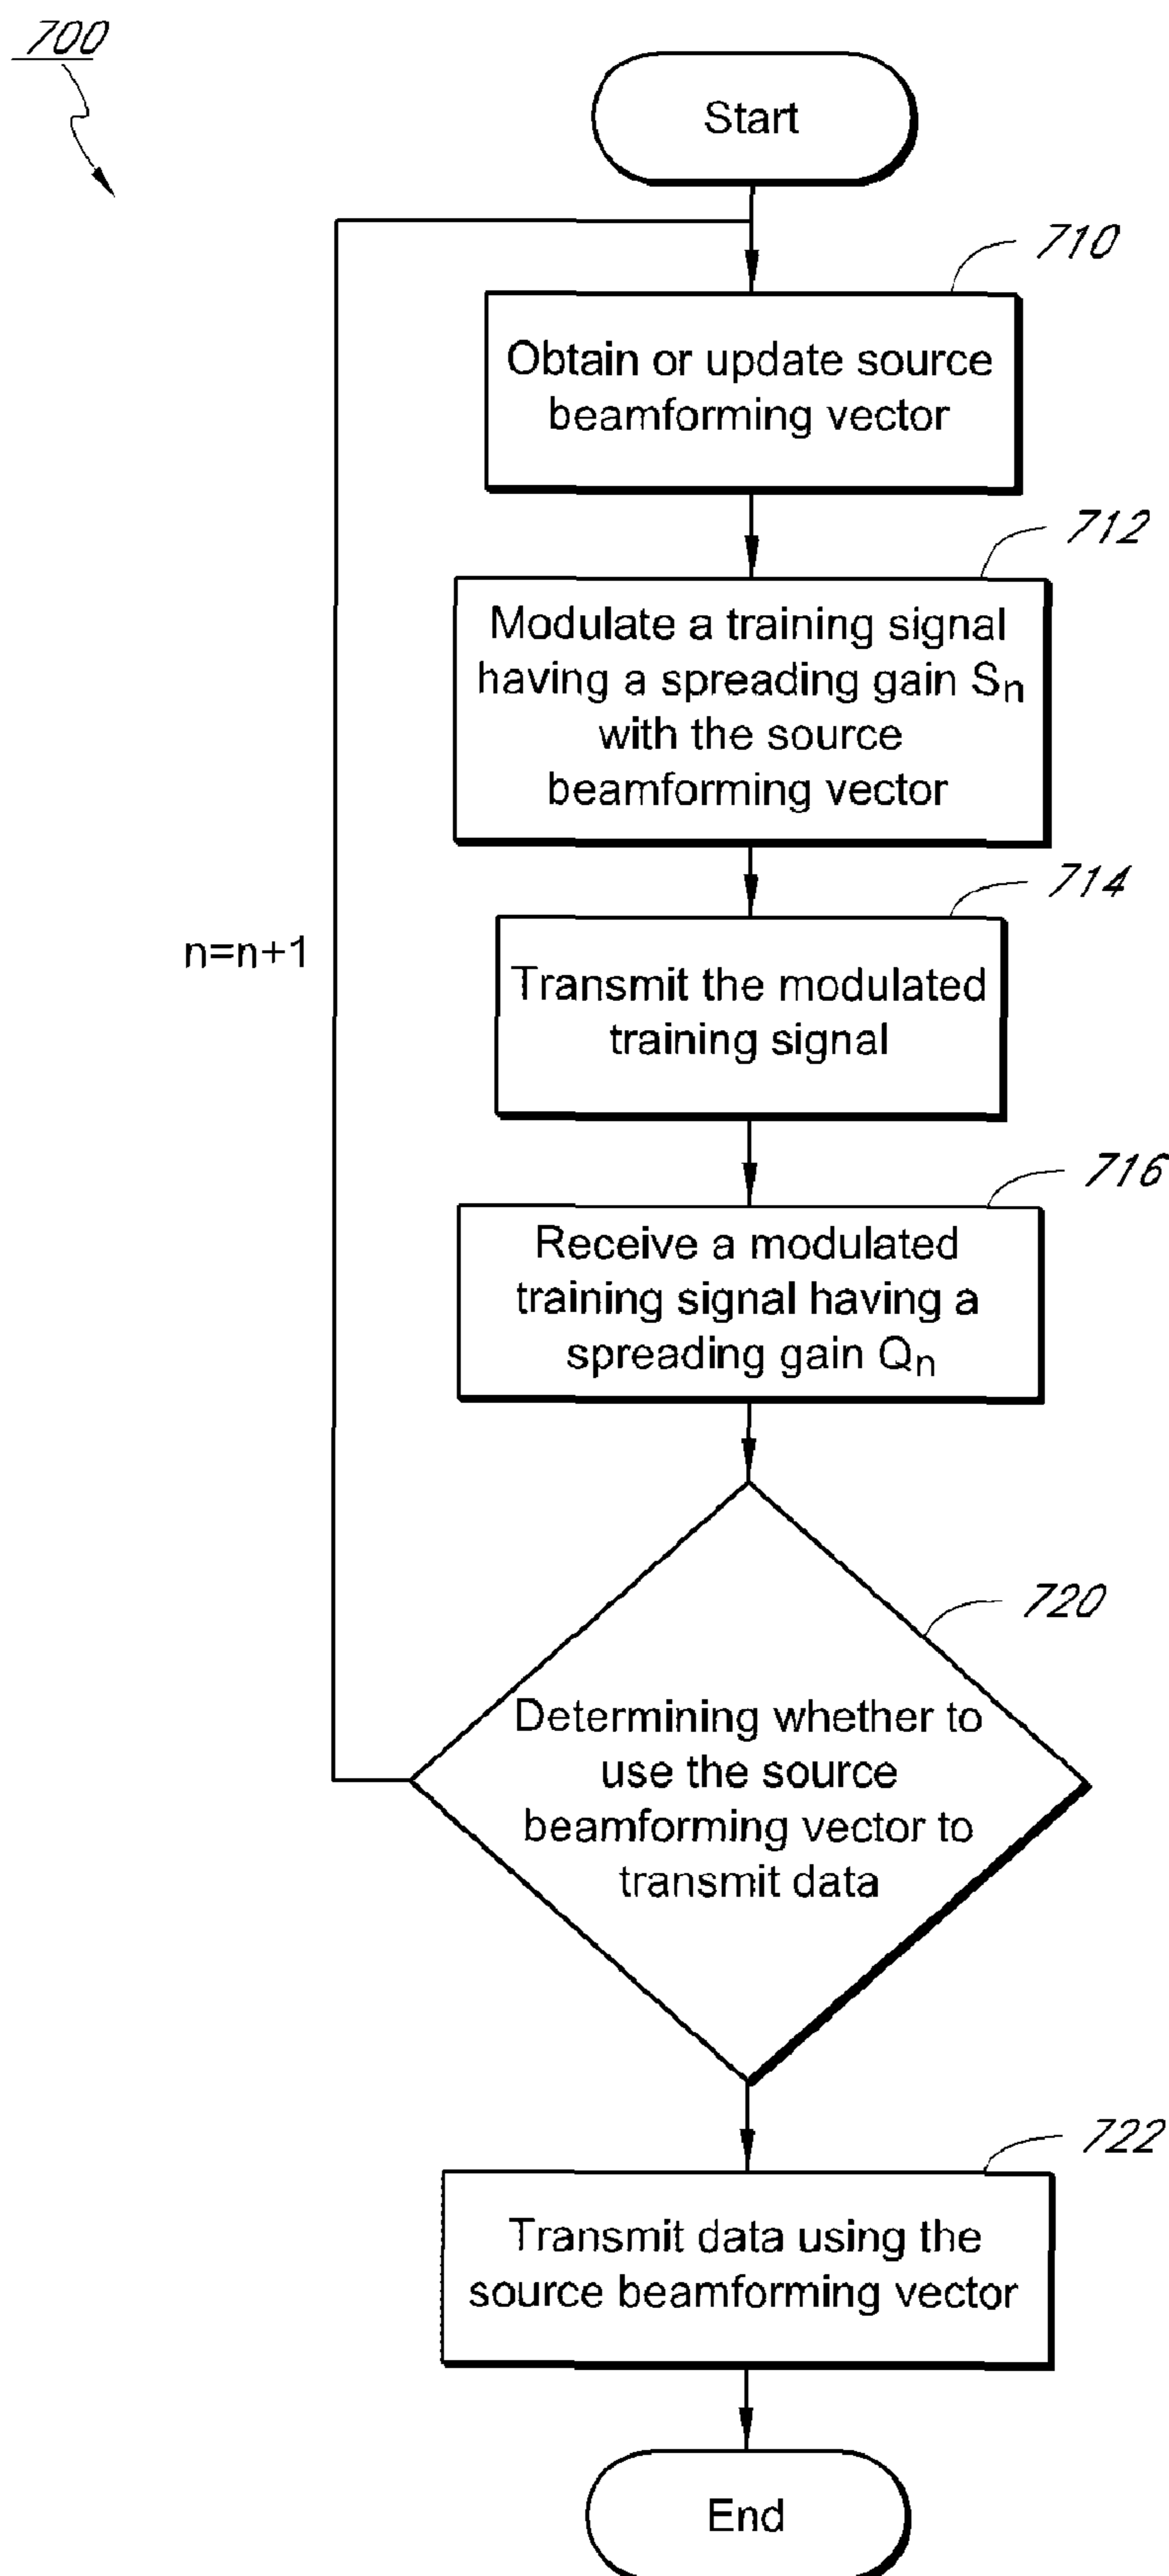 700
Start
710
Obtain or update source
beamforming vector
712
Modulate a training signal
having a spreading gain Sn
with the source
beamforming vector
714
n=n+1
Transmit the modulated
training signal
716
Receive a modulated
training signal having a
spreading gain Qn
720
Determining whether to
use the source
beamforming vector to
transmit data
722
Transmit data using the
source beamforming vector
End